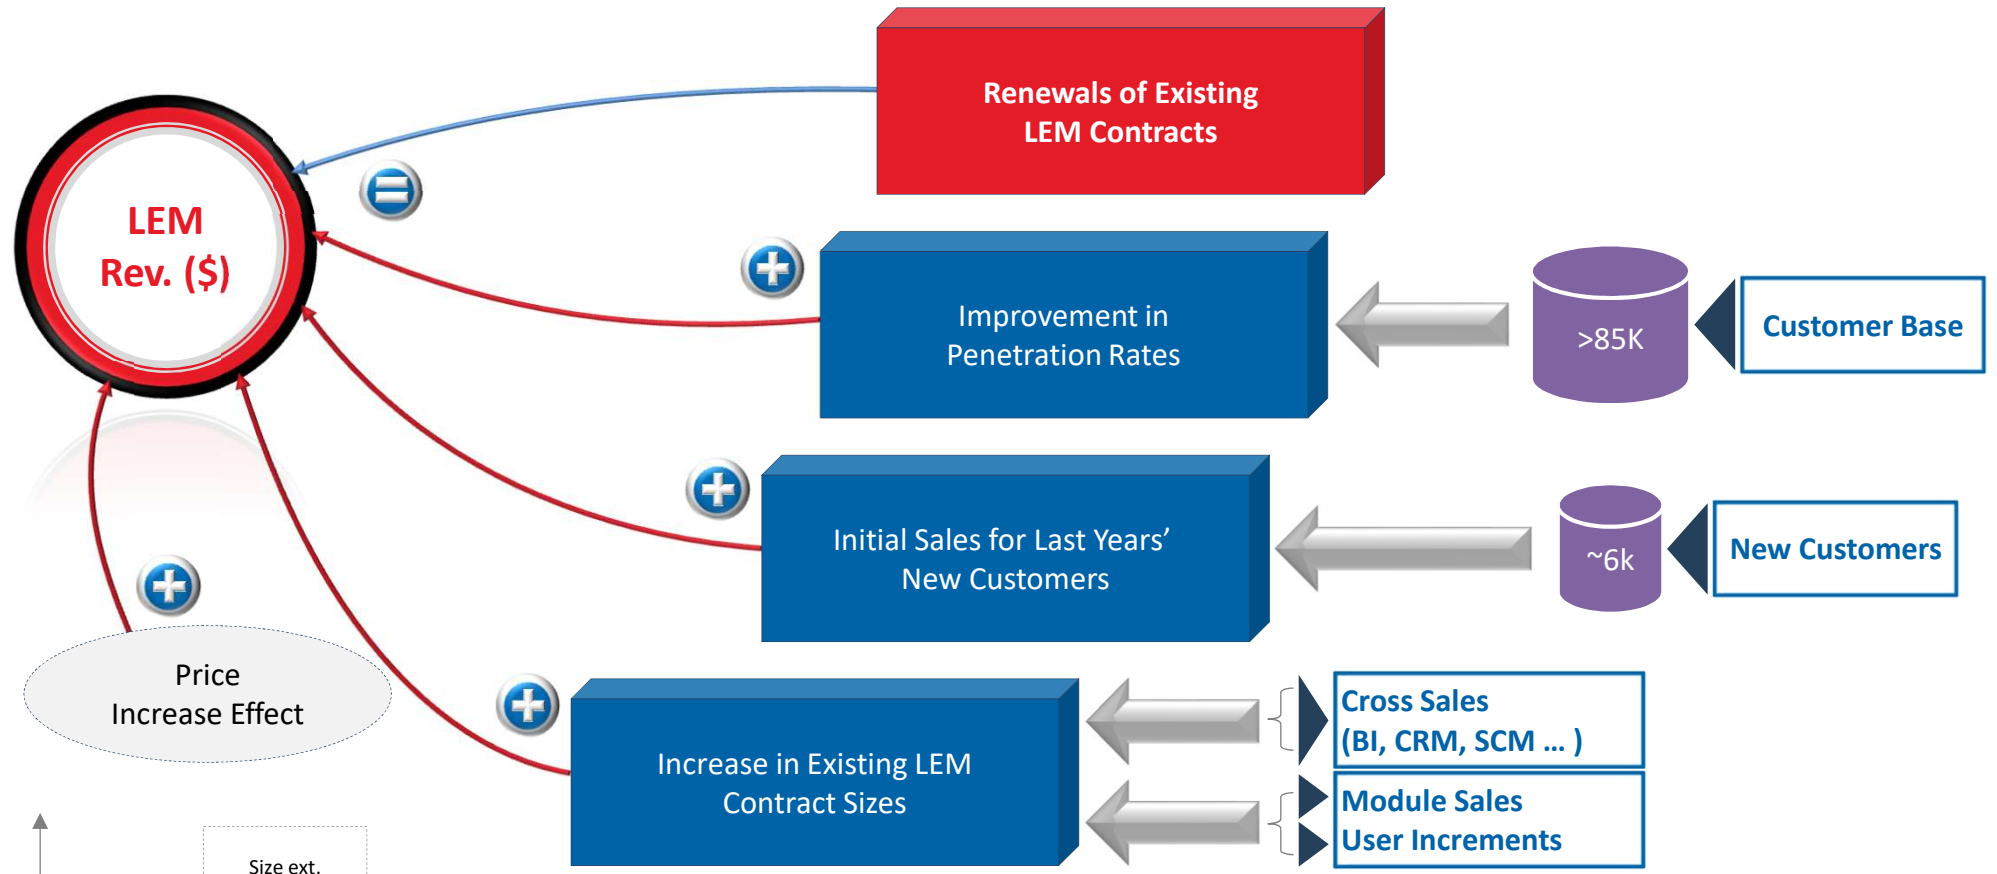 Renewals of Existing
LEM Contracts
LEM
Rev. ($)
Improvement in
Penetration Rates
>85K
Customer Base
Initial Sales for Last Years’
New Customers
~6k
New Customers
Price
Increase Effect
Increase in Existing LEM
Contract Sizes
Cross Sales
(BI, CRM, SCM ... )
Module Sales
User Increments
Size ext.